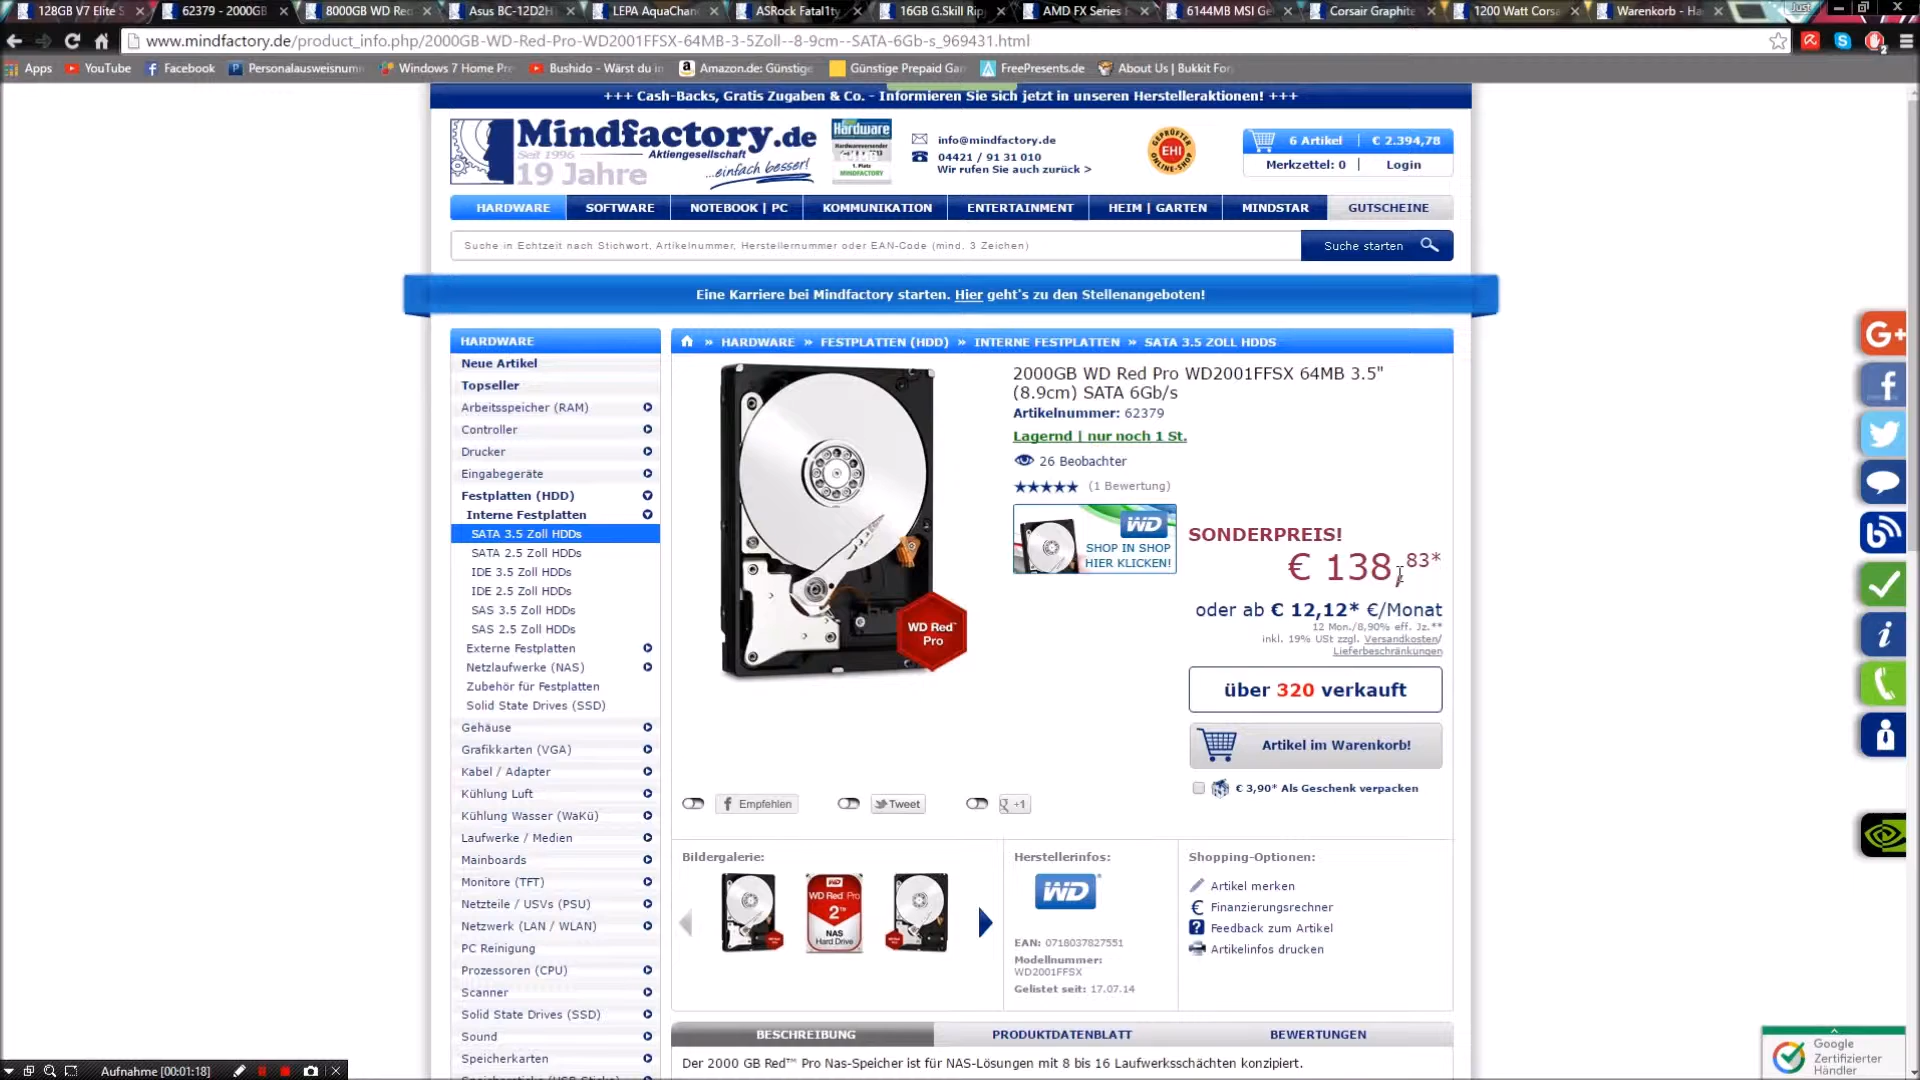 128GB V7 Elite S
62379 - 2000GB
8000GB WD Re
Asus BC-12D2H
LEPA AquaChan
ASRock Fatal1ty
16GB G.Skill Rip
AMD FX Series
6144MB MSI Ge
Corsair Graphite
1200 Watt Corsa
Warenkorb - Ha
Just
www.mindfactory.de/product_info.php/2000GB-WD-Red-Pro-WD2001FFSX-64MB-3-5Zoll--8-9cm--SATA-6Gb-s_969431.html
Apps
YouTube
Facebook
Personalausweisnum
Windows 7 Home Pr
Bushido - Wärst du i
Amazon.de: Günstige
Günstige Prepaid Ga
FreePresents.de
About Us | Bukkit For
+++ Cash-Backs, Gratis Zugaben & Co. - Informieren Sie sich jetzt in unseren Herstelleraktionen! +++
Mindfactory.de
Seit 1996
Aktiengesellschaft
19 Jahre
...einfach besser!
Hardware
1. Platz
MINDFACTORY
info@mindfactory.de
04421 / 91 31 010
Wir rufen Sie auch zurück >
GEPRÜFTER
EHI
ONLINE-SHOP
6 Artikel | € 2.394,78
Merkzettel: 0 | Login
HARDWARE
SOFTWARE
NOTEBOOK | PC
KOMMUNIKATION
ENTERTAINMENT
HEIM | GARTEN
MINDSTAR
GUTSCHEINE
Suche in Echtzeit nach Stichwort, Artikelnummer, Herstellernummer oder EAN-Code (mind. 3 Zeichen)
Suche starten
Eine Karriere bei Mindfactory starten. Hier geht's zu den Stellenangeboten!
HARDWARE
Neue Artikel
Topseller
Arbeitsspeicher (RAM)
Controller
Drucker
Eingabegeräte
Festplatten (HDD)
Interne Festplatten
SATA 3.5 Zoll HDDs
SATA 2.5 Zoll HDDs
IDE 3.5 Zoll HDDs
IDE 2.5 Zoll HDDs
SAS 3.5 Zoll HDDs
SAS 2.5 Zoll HDDs
Externe Festplatten
Netzlaufwerke (NAS)
Zubehör für Festplatten
Solid State Drives (SSD)
Gehäuse
Grafikkarten (VGA)
Kabel / Adapter
Kühlung Luft
Kühlung Wasser (WaKü)
Laufwerke / Medien
Mainboards
Monitore (TFT)
Netzteile / USVs (PSU)
Netzwerk (LAN / WLAN)
PC Reinigung
Prozessoren (CPU)
Scanner
Solid State Drives (SSD)
Sound
Speicherkarten
» HARDWARE » FESTPLATTEN (HDD) » INTERNE FESTPLATTEN » SATA 3.5 ZOLL HDDS
WD Red™
Pro
2000GB WD Red Pro WD2001FFSX 64MB 3.5"
(8.9cm) SATA 6Gb/s
Artikelnummer: 62379
Lagernd | nur noch 1 St.
26 Beobachter
(1 Bewertung)
WD
SHOP IN SHOP
HIER KLICKEN!
SONDERPREIS!
€ 138,83*
oder ab € 12,12* €/Monat
12 Mon./8,90% eff. Jz.**
inkl. 19% USt zzgl. Versandkosten/
Lieferbeschränkungen
über 320 verkauft
Artikel im Warenkorb!
€ 3,90* Als Geschenk verpacken
Empfehlen
Tweet
+1
Bildergalerie:
WD Red Pro
2
NAS
Hard Drive
Herstellerinfos:
WD
EAN: 0718037827551
Modellnummer:
WD2001FFSX
Gelistet seit: 17.07.14
Shopping-Optionen:
Artikel merken
Finanzierungsrechner
Feedback zum Artikel
Artikelinfos drucken
BESCHREIBUNG
PRODUKTDATENBLATT
BEWERTUNGEN
Der 2000 GB Red™ Pro Nas-Speicher ist für NAS-Lösungen mit 8 bis 16 Laufwerksschächten konzipiert.
Google
Zertifizierter
Händler
Aufnahme [00:01:18]